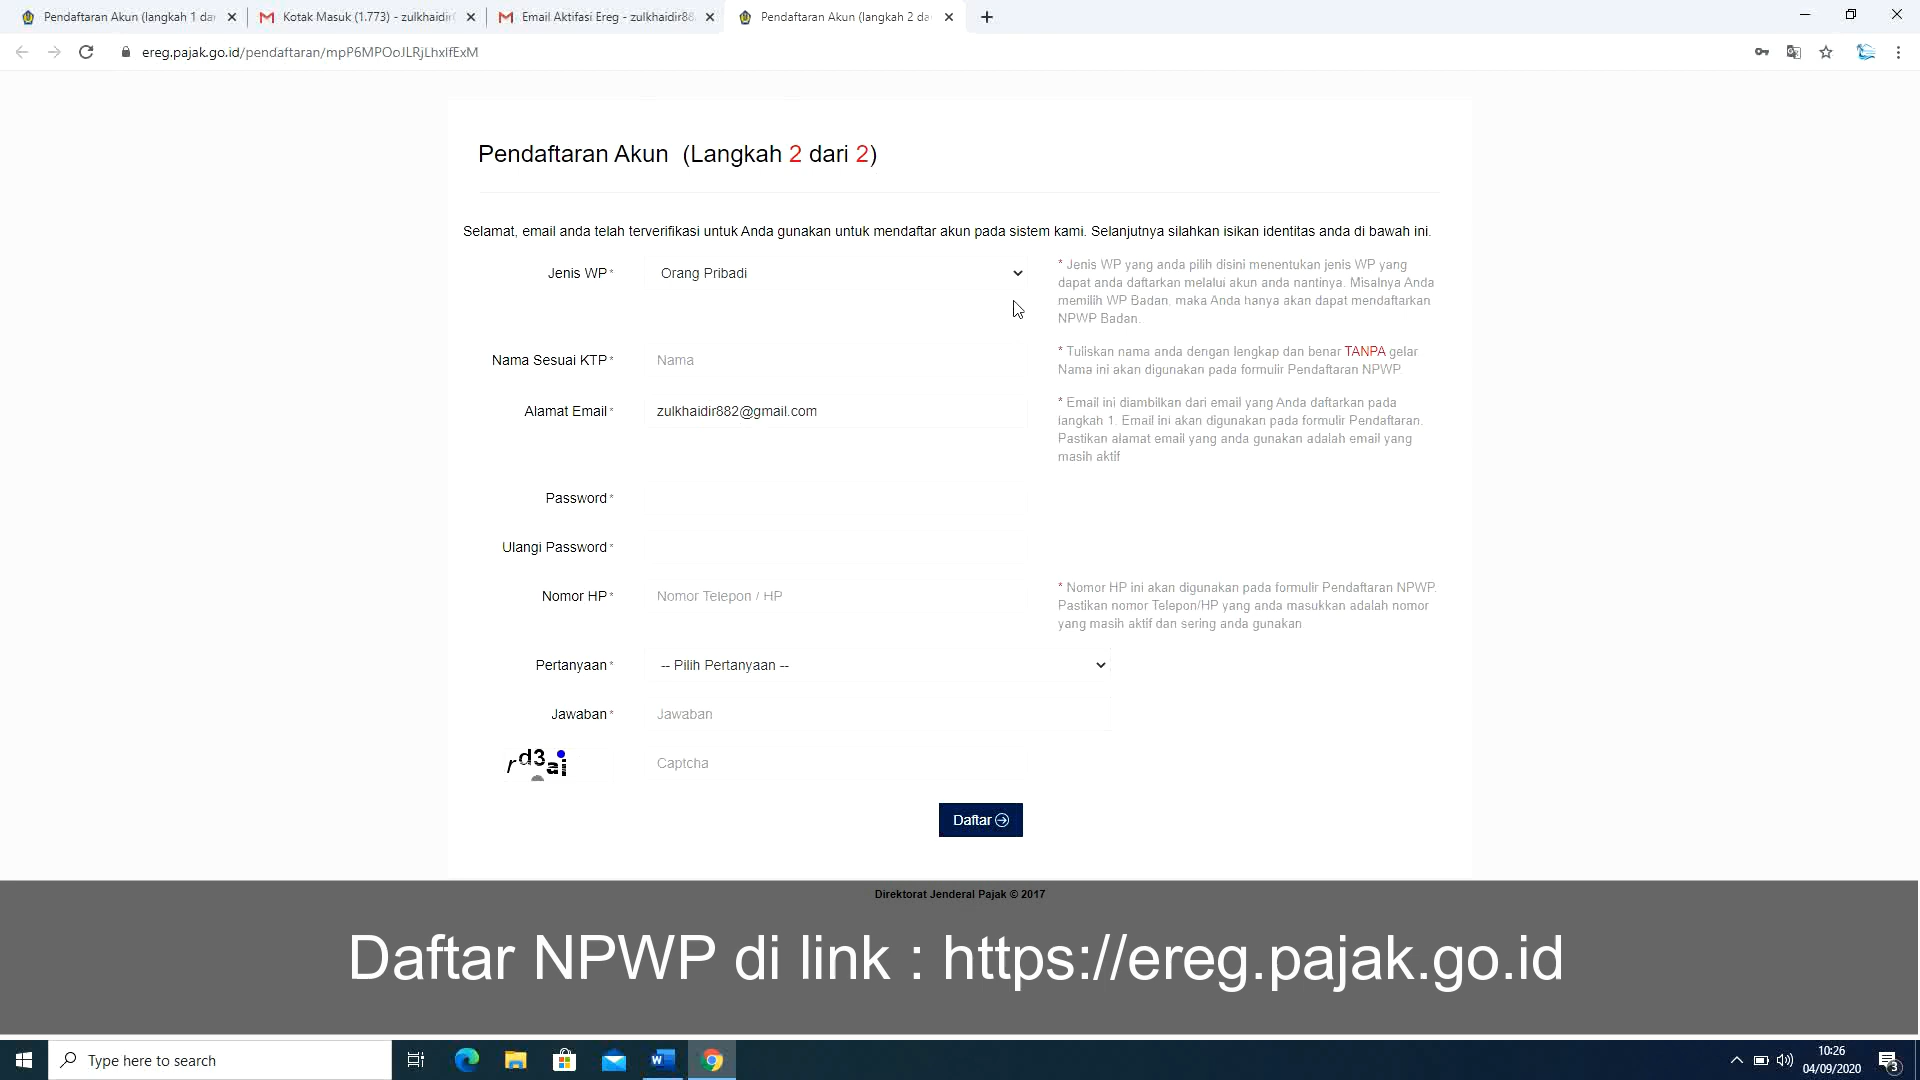 Pendaftaran Akun (langkah 1 da
Kotak Masuk (1.773) - zulkhaidir
Email Aktifasi Ereg - zulkhaidir88
Pendaftaran Akun (langkah 2 da
ereg.pajak.go.id/pendaftaran/mpP6MPOoJLRjLhxIfExM
Pendaftaran Akun (Langkah 2 dari 2)
Selamat, email anda telah terverifikasi untuk Anda gunakan untuk mendaftar akun pada sistem kami. Selanjutnya silahkan isikan identitas anda di bawah ini.
Jenis WP*
Orang Pribadi
* Jenis WP yang anda pilih disini menentukan jenis WP yang
dapat anda daftarkan melalui akun anda nantinya. Misalnya Anda
memilih WP Badan, maka Anda hanya akan dapat mendaftarkan
NPWP Badan.
Nama Sesuai KTP*
Nama
* Tuliskan nama anda dengan lengkap dan benar TANPA gelar
Nama ini akan digunakan pada formulir Pendaftaran NPWP
Alamat Email*
zulkhaidir882@gmail.com
* Email ini diambilkan dari email yang Anda daftarkan pada
langkah 1. Email ini akan digunakan pada formulir Pendaftaran.
Pastikan alamat email yang anda gunakan adalah email yang
masih aktif
Password*
Ulangi Password*
Nomor HP*
Nomor Telepon / HP
* Nomor HP ini akan digunakan pada formulir Pendaftaran NPWP.
Pastikan nomor Telepon/HP yang anda masukkan adalah nomor
yang masih aktif dan sering anda gunakan
Pertanyaan*
-- Pilih Pertanyaan --
Jawaban*
Jawaban
rd3ai
Captcha
Daftar
Direktorat Jenderal Pajak © 2017
Daftar NPWP di link : https://ereg.pajak.go.id
Type here to search
10:26
04/09/2020
3